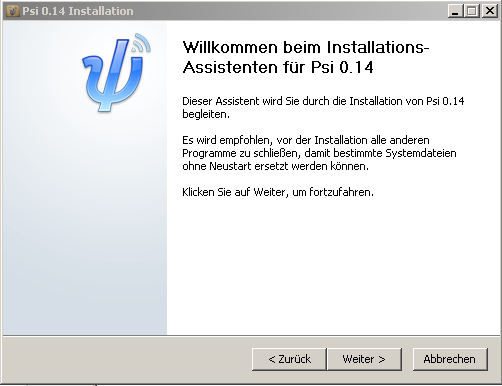 Psi 0.14 Installation
Willkommen beim Installations-
Assistenten für Psi 0.14
Dieser Assistent wird Sie durch die Installation von Psi 0.14
begleiten.
Es wird empfohlen, vor der Installation alle anderen
Programme zu schließen, damit bestimmte Systemdateien
ohne Neustart ersetzt werden können.
Klicken Sie auf Weiter, um fortzufahren.
< Zurück Weiter > Abbrechen